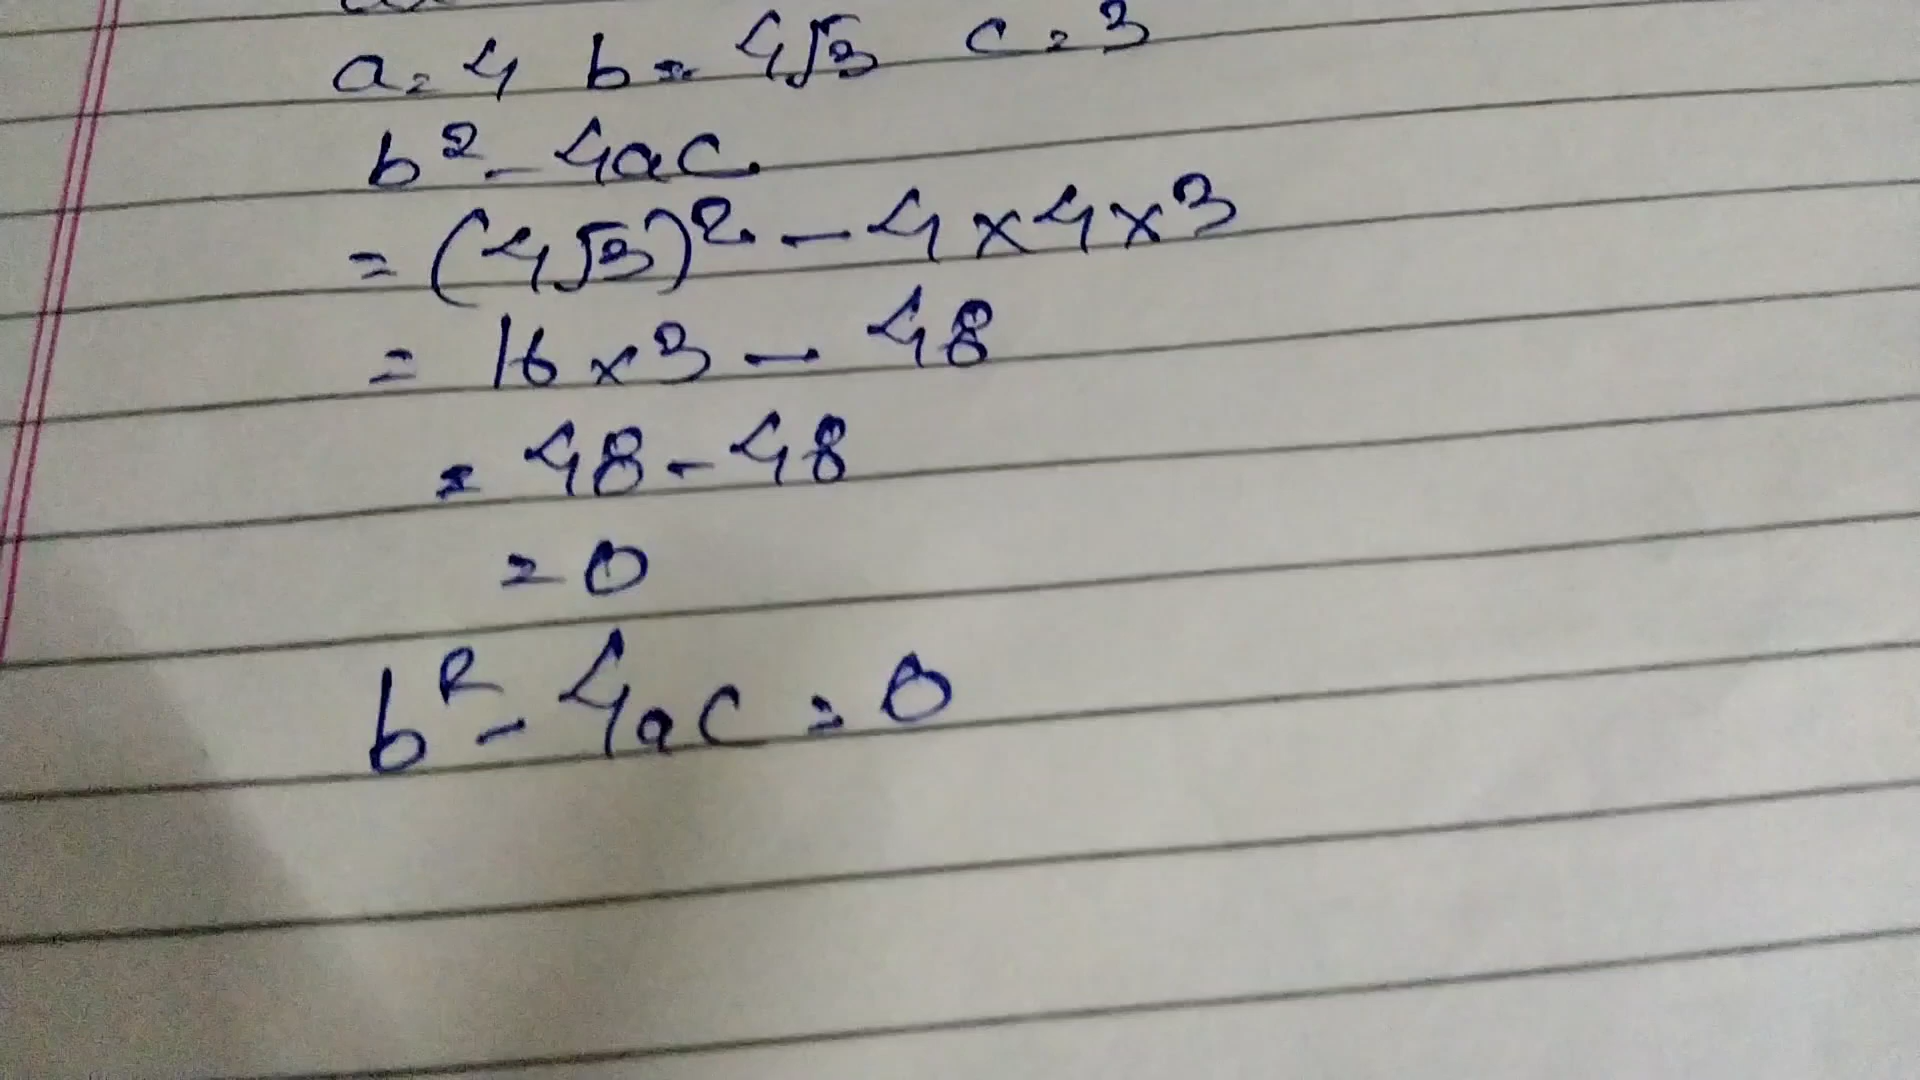 a = 4 b = 4√3 c = 3
b² - 4ac
= (4√3)² - 4 × 4 × 3
= 16 × 3 - 48
= 48 - 48
= 0
b² - 4ac = 0